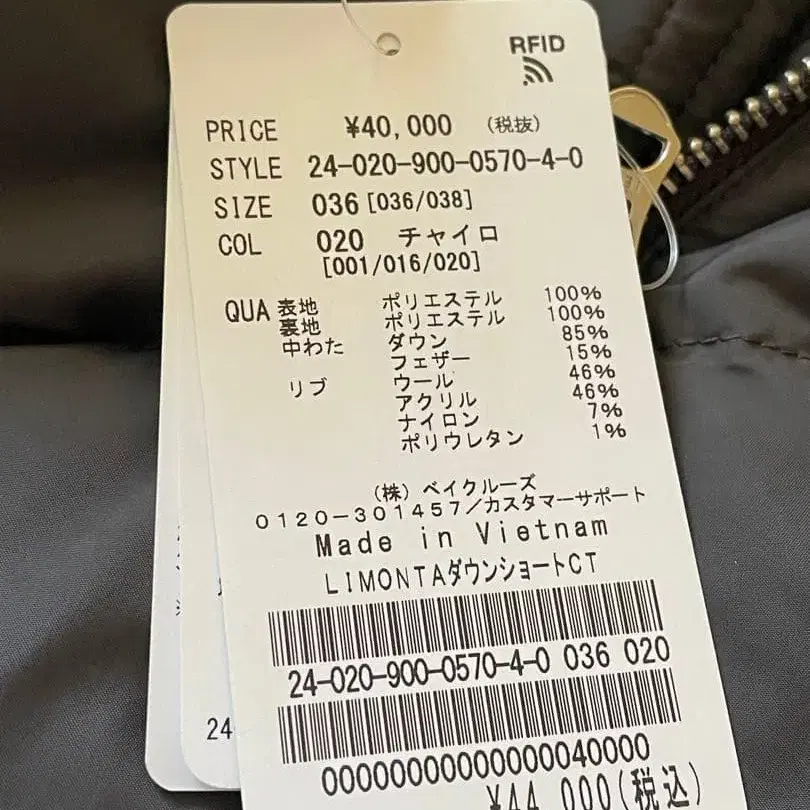 RFID
PRICE ¥40,000 (税抜)
STYLE 24-020-900-0570-4-0
SIZE 036 [036/038]
COL 020 チャイロ
[001/016/020]
QUA 表地 ポリエステル 100%
裏地 ポリエステル 100%
中わた ダウン 85%
フェザー 15%
リブ ウール 46%
アクリル 46%
ナイロン 7%
ポリウレタン 1%
(株)ベイクルーズ
0120-301457/カスタマーサポート
Made in Vietnam
LIMONTAダウンショートCT
24-020-900-0570-4-0 036 020
00000000000000040000
¥44,000(税込)
24